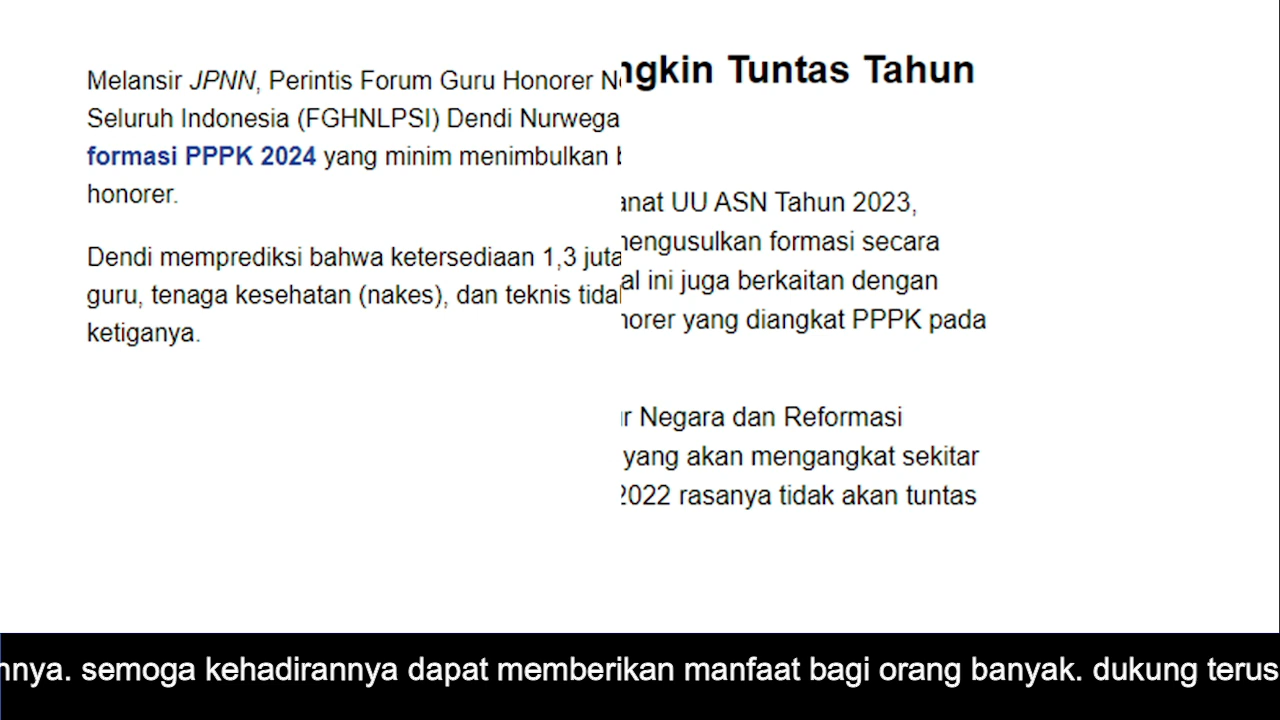 Melansir JPNN, Perintis Forum Guru Honorer
Seluruh Indonesia (FGHNLPSI) Dendi Nurwega
formasi PPPK 2024 yang minim menimbulkan
honorer.
Dendi memprediksi bahwa ketersediaan 1,3 juta
guru, tenaga kesehatan (nakes), dan teknis
ketiganya.
ngkin Tuntas Tahun
anat UU ASN Tahun 2023,
mengusulkan formasi secara
al ini juga berkaitan dengan
norer yang diangkat PPPK pada
r Negara dan Reformasi
yang akan mengangkat sekitar
2022 rasanya tidak akan tuntas
nnya. semoga kehadirannya dapat memberikan manfaat bagi orang banyak. dukung terus